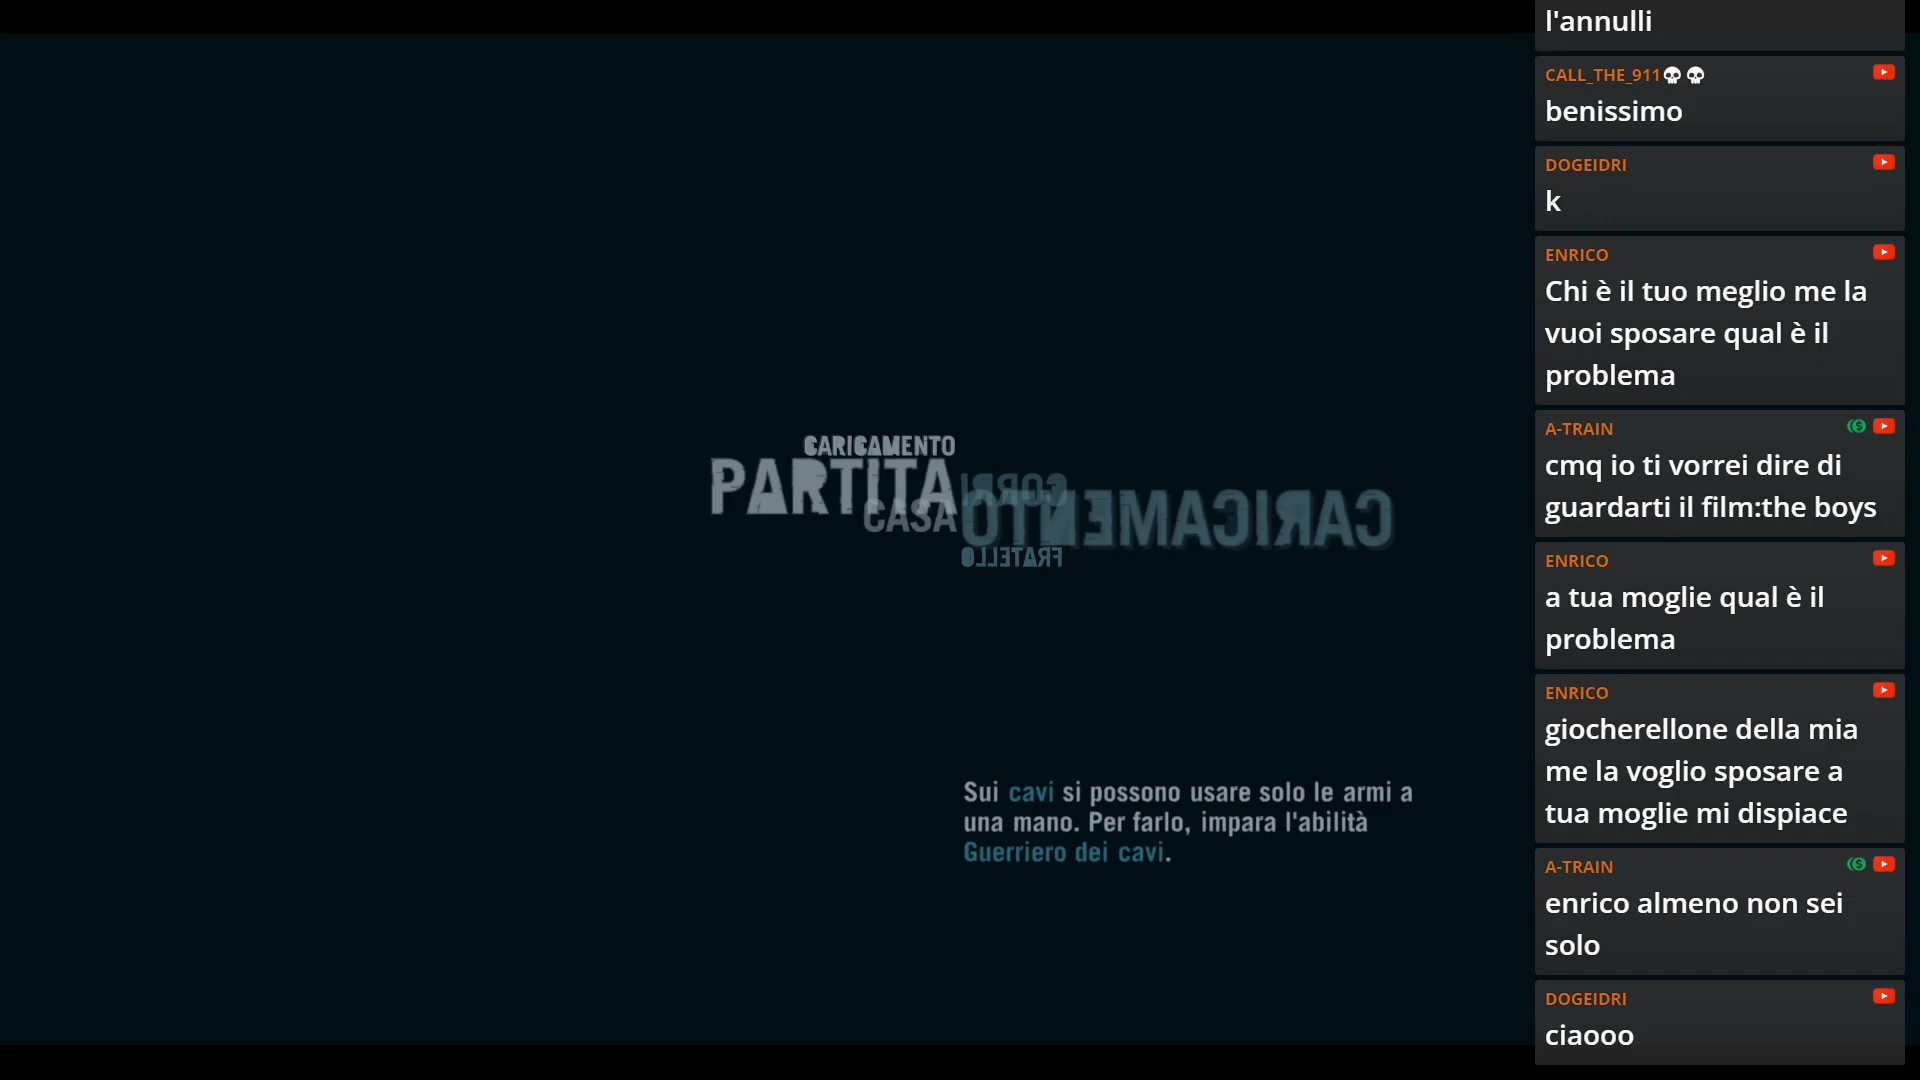 CARICAMENTO
PARTITA
CASA
CORRI
CARICAMENTO
FRATELLO
Sui cavi si possono usare solo le armi a
una mano. Per farlo, impara l'abilità
Guerriero dei cavi.
l'annulli
CALL_THE_911💀💀
benissimo
DOGEIDRI
k
ENRICO
Chi è il tuo meglio me la
vuoi sposare qual è il
problema
A-TRAIN
cmq io ti vorrei dire di
guardarti il film:the boys
ENRICO
a tua moglie qual è il
problema
ENRICO
giocherellone della mia
me la voglio sposare a
tua moglie mi dispiace
A-TRAIN
enrico almeno non sei
solo
DOGEIDRI
ciaooo